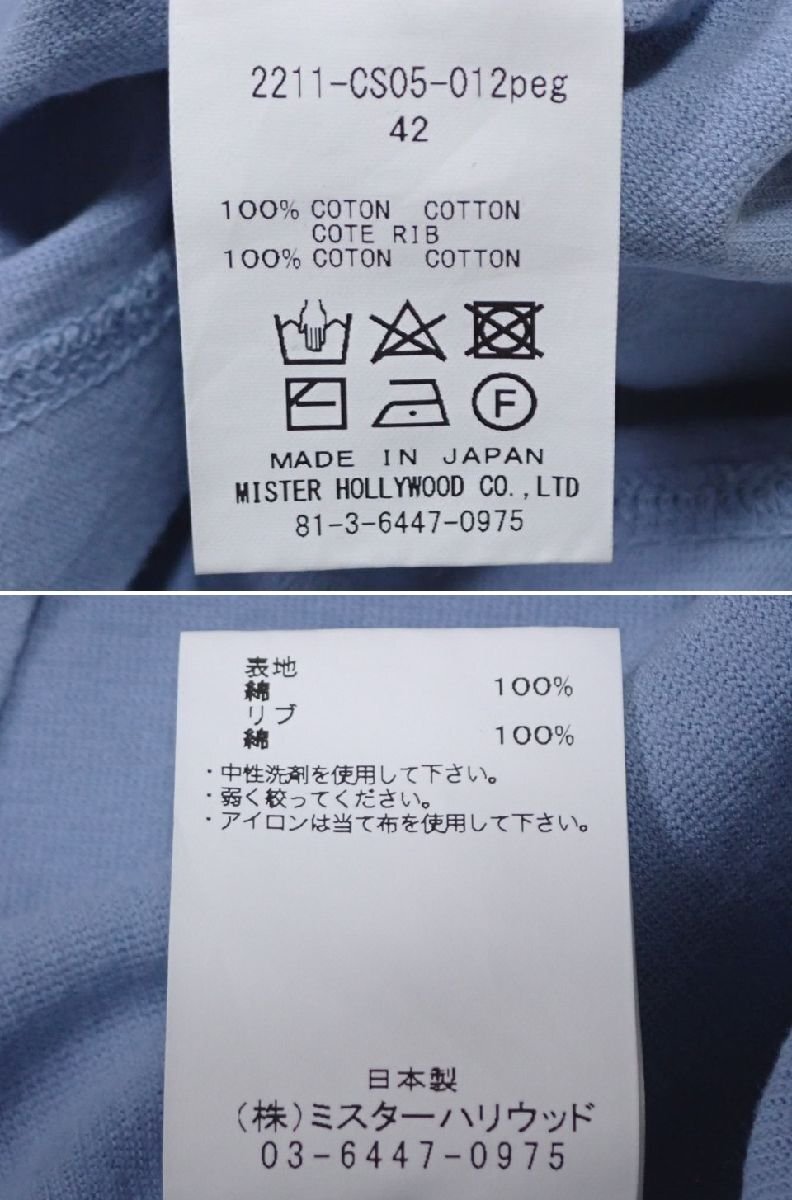 2211-CS05-012peg
42
100% COTON COTTON
COTE RIB
100% COTON COTTON
F
MADE IN JAPAN
MISTER HOLLYWOOD CO.,LTD
81-3-6447-0975
表地
綿 100%
リブ
綿 100%
・中性洗剤を使用して下さい。
・弱く絞ってください。
・アイロンは当て布を使用して下さい。
日本製
(株)ミスターハリウッド
03-6447-0975